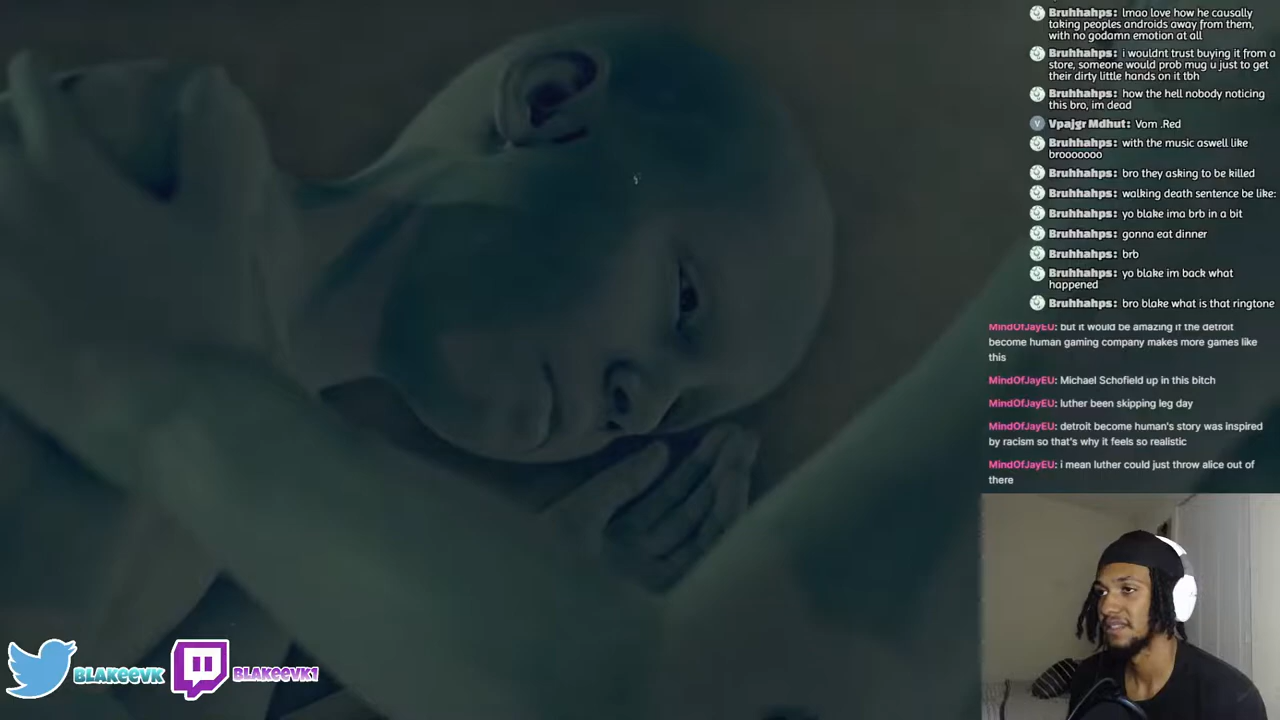 Bruhhahps: lmao love how he causally
taking peoples androids away from them,
with no godamn emotion at all
Bruhhahps: i wouldnt trust buying it from a
store, someone would prob mug u just to get
their dirty little hands on it tbh
Bruhhahps: how the hell nobody noticing
this bro, im dead
V Vpajgr Mdhut: Vom .Red
Bruhhahps: with the music aswell like
brooooooo
Bruhhahps: bro they asking to be killed
Bruhhahps: walking death sentence be like:
Bruhhahps: yo blake ima brb in a bit
Bruhhahps: gonna eat dinner
Bruhhahps: brb
Bruhhahps: yo blake im back what
happened
Bruhhahps: bro blake what is that ringtone
MindOfJayEU: but it would be amazing if the detroit
become human gaming company makes more games like
this
MindOfJayEU: Michael Schofield up in this bitch
MindOfJayEU: luther been skipping leg day
MindOfJayEU: detroit become human's story was inspired
by racism so that's why it feels so realistic
MindOfJayEU: i mean luther could just throw alice out of
there
BLAKEEVK
BLAKEEVK1